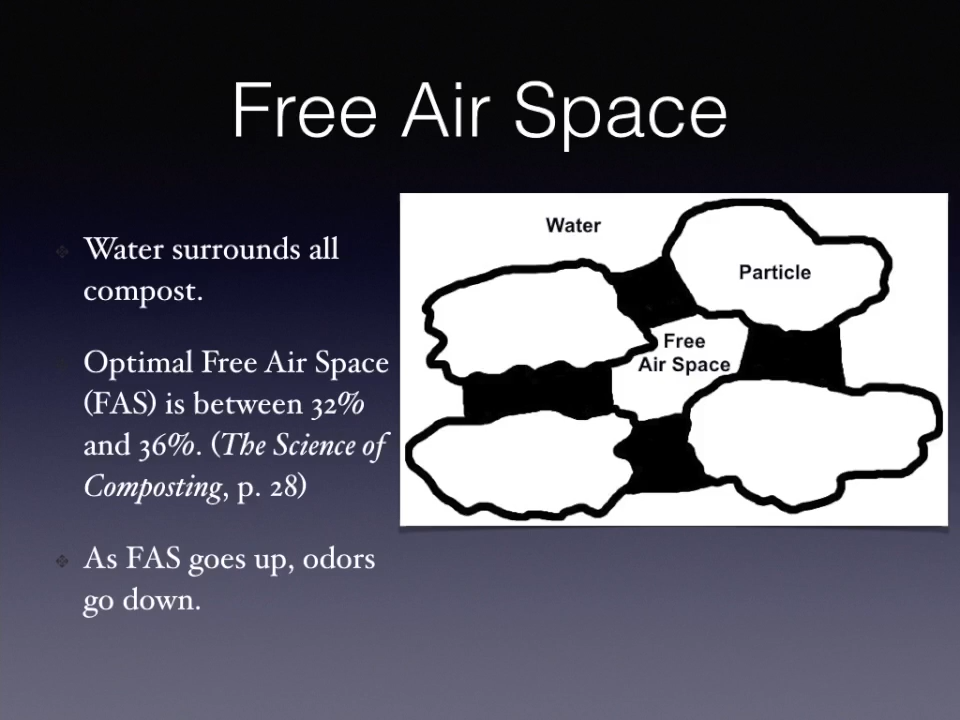 Free Air Space
Water surrounds all
compost.
Optimal Free Air Space
(FAS) is between 32%
and 36%. (The Science of
Composting, p. 28)
As FAS goes up, odors
go down.
Water
Particle
Free
Air Space